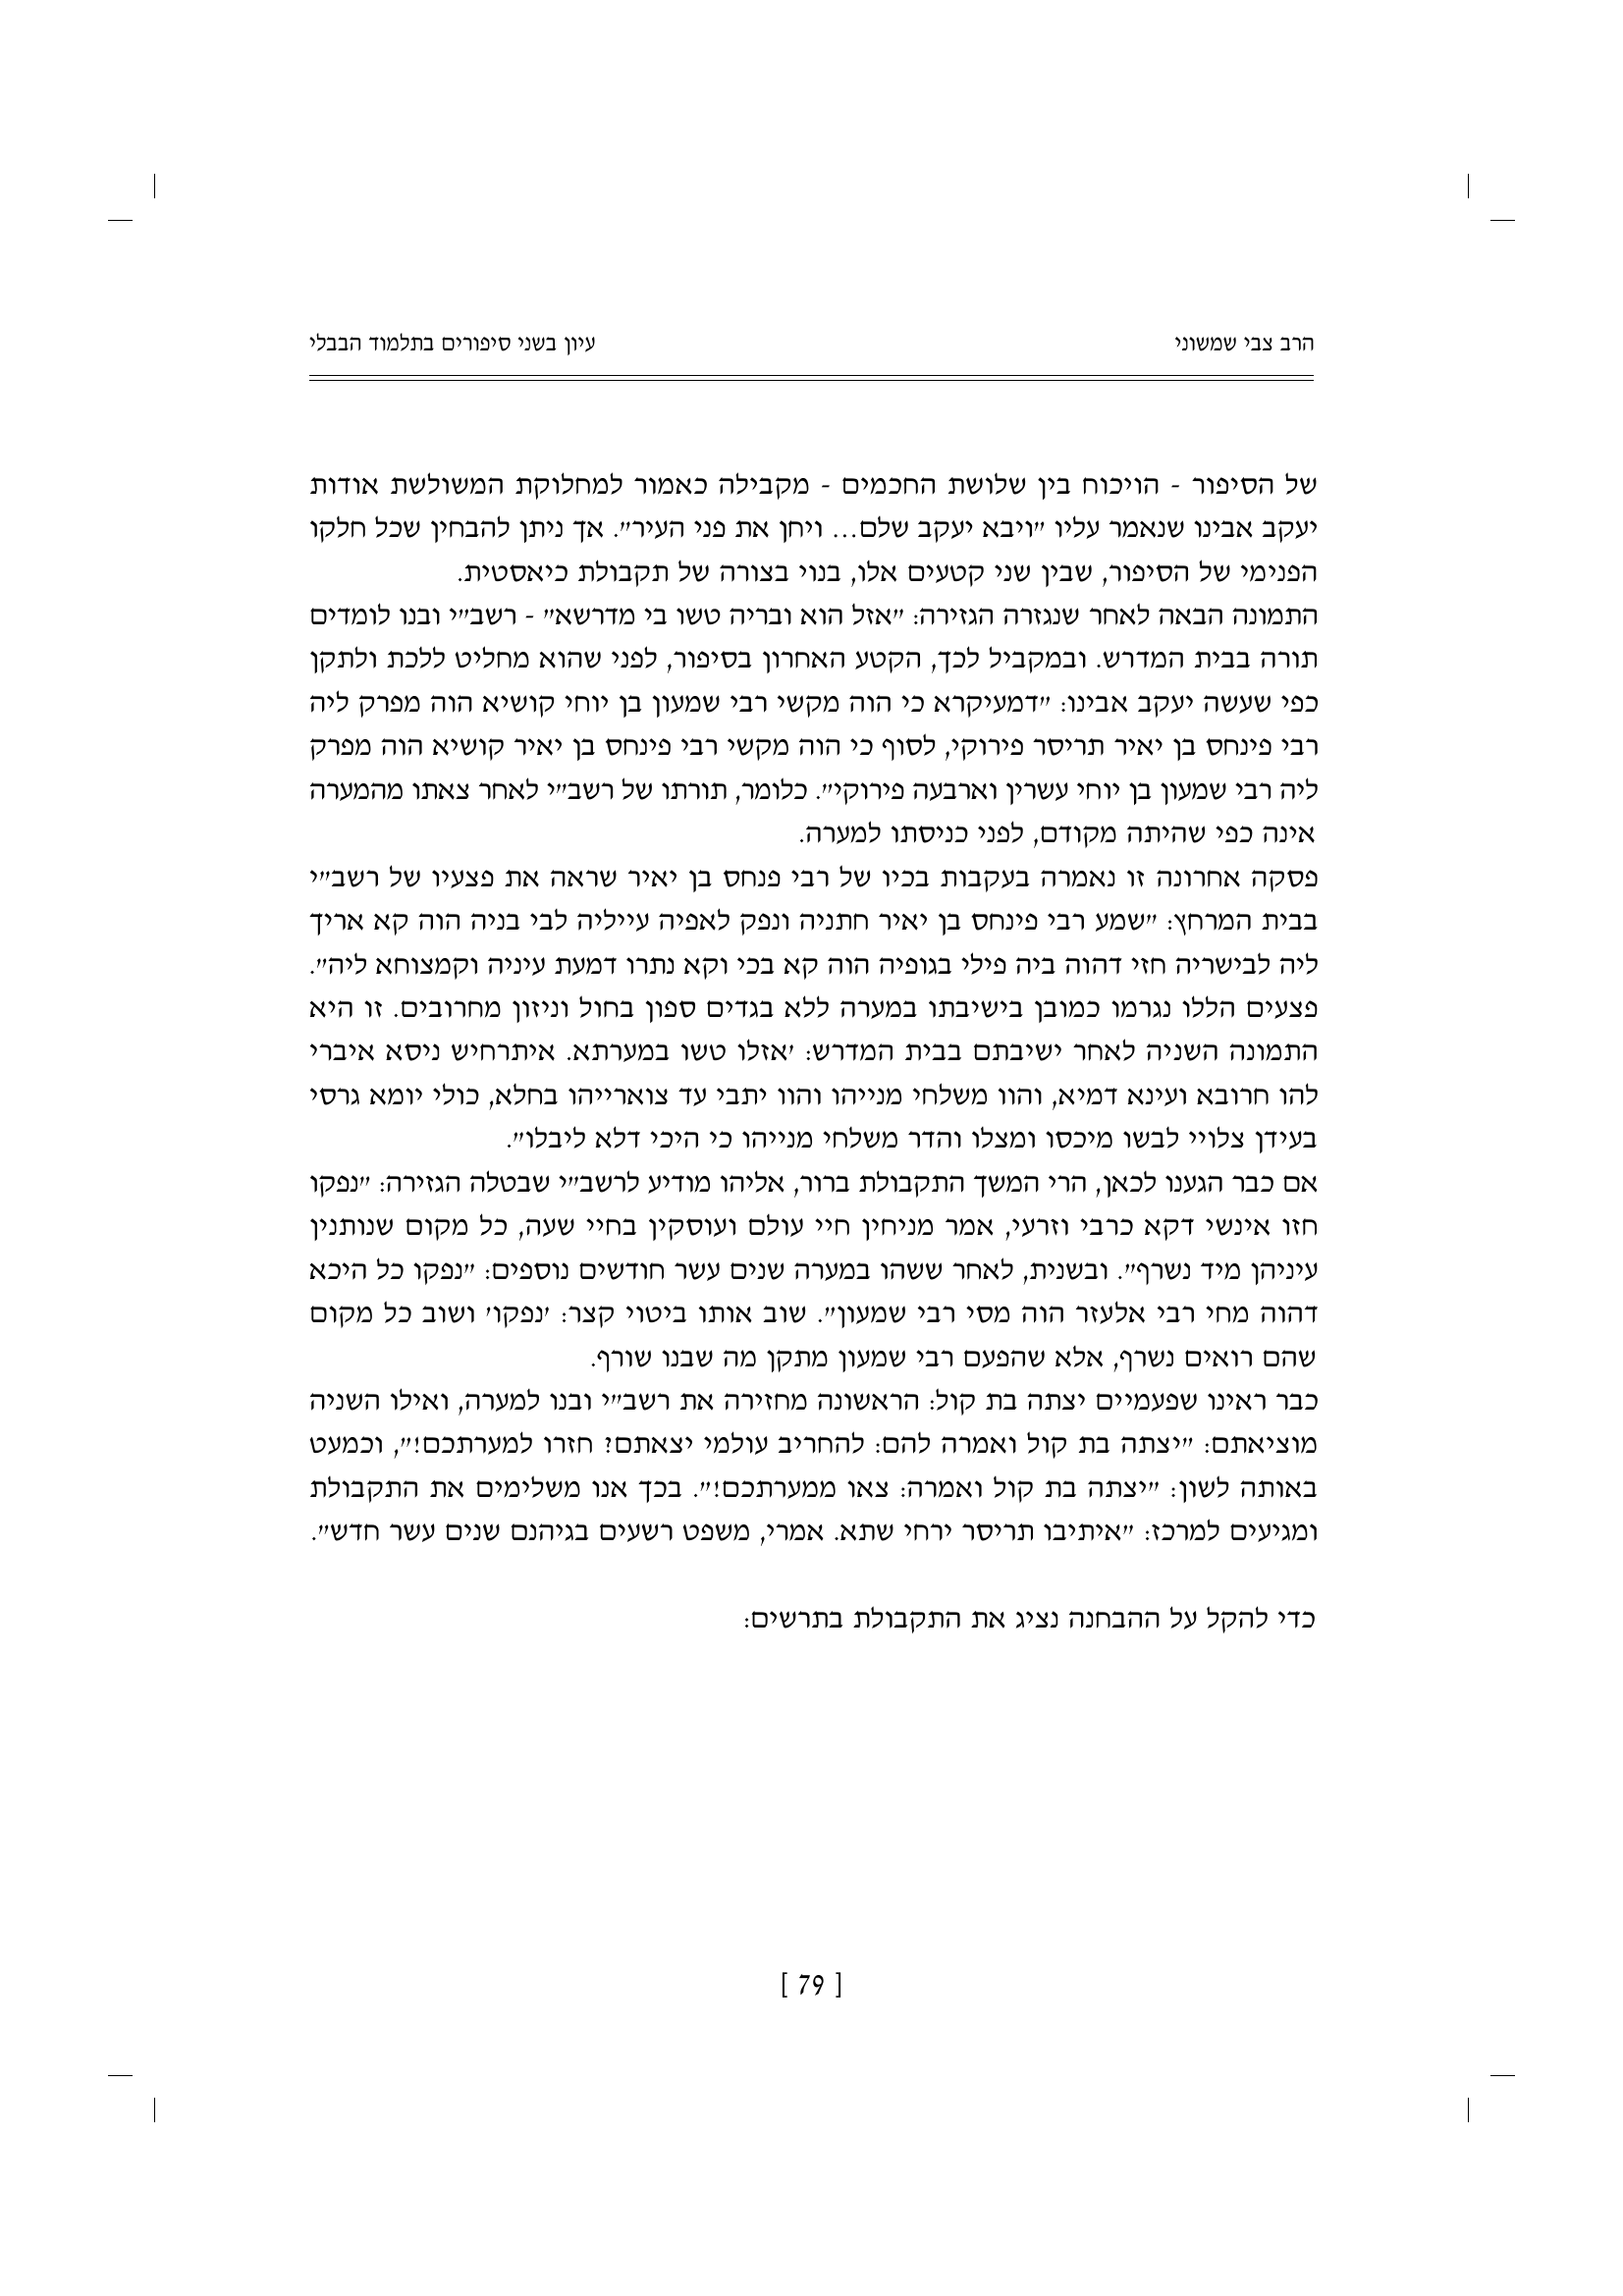 הרב צבי שמשוני
עיון בשני סיפורים בתלמוד הבבלי
של הסיפור - הויכוח בין שלושת החכמים - מקבילה כאמור למחלוקת המשולשת אודות
יעקב אבינו שנאמר עליו "ויבא יעקב שלם... ויחן את פני העיר". אך ניתן להבחין שכל חלקו
הפנימי של הסיפור, שבין שני קטעים אלו, בנוי בצורה של תקבולת כיאסטית.
התמונה הבאה לאחר שנגזרה הגזירה: "אזל הוא ובריה טשו בי מדרשא" - רשב"י ובנו לומדים
תורה בבית המדרש. ובמקביל לכך, הקטע האחרון בסיפור, לפני שהוא מחליט ללכת ולתקן
כפי שעשה יעקב אבינו: "דמעיקרא כי הוה מקשי רבי שמעון בן יוחי קושיא הוה מפרק ליה
רבי פינחס בן יאיר תריסר פירוקי, לסוף כי הוה מקשי רבי פינחס בן יאיר קושיא הוה מפרק
ליה רבי שמעון בן יוחי עשרין וארבעה פירוקי". כלומר, תורתו של רשב"י לאחר צאתו מהמערה
אינה כפי שהיתה מקודם, לפני כניסתו למערה.
פסקה אחרונה זו נאמרה בעקבות בכיו של רבי פנחס בן יאיר שראה את פצעיו של רשב"י
בבית המרחץ: "שמע רבי פינחס בן יאיר חתניה ונפק לאפיה עייליה לבי בניה הוה קא אריך
ליה לבישריה חזי דהוה ביה פילי בגופיה הוה קא בכי וקא נתרו דמעת עיניה וקמצוחא ליה".
פצעים הללו נגרמו כמובן בישיבתו במערה ללא בגדים ספון בחול וניזון מחרובים. זו היא
התמונה השניה לאחר ישיבתם בבית המדרש: 'אזלו טשו במערתא. איתרחיש ניסא איברי
להו חרובא ועינא דמיא, והוו משלחי מנייהו והוו יתבי עד צוארייהו בחלא, כולי יומא גרסי
בעידן צלויי לבשו מיכסו ומצלו והדר משלחי מנייהו כי היכי דלא ליבלו".
אם כבר הגענו לכאן, הרי המשך התקבולת ברור, אליהו מודיע לרשב"י שבטלה הגזירה: "נפקו
חזו אינשי דקא כרבי וזרעי, אמר מניחין חיי עולם ועוסקין בחיי שעה, כל מקום שנותנין
עיניהן מיד נשרף". ובשנית, לאחר ששהו במערה שנים עשר חודשים נוספים: "נפקו כל היכא
דהוה מחי רבי אלעזר הוה מסי רבי שמעון". שוב אותו ביטוי קצר: 'נפקו' ושוב כל מקום
שהם רואים נשרף, אלא שהפעם רבי שמעון מתקן מה שבנו שורף.
כבר ראינו שפעמיים יצתה בת קול: הראשונה מחזירה את רשב"י ובנו למערה, ואילו השניה
מוציאתם: "יצתה בת קול ואמרה להם: להחריב עולמי יצאתם? חזרו למערתכם!", וכמעט
באותה לשון: "יצתה בת קול ואמרה: צאו ממערתכם!". בכך אנו משלימים את התקבולת
ומגיעים למרכז: "איתיבו תריסר ירחי שתא. אמרי, משפט רשעים בגיהנם שנים עשר חדש".
כדי להקל על ההבחנה נציג את התקבולת בתרשים:
[ 79 ]